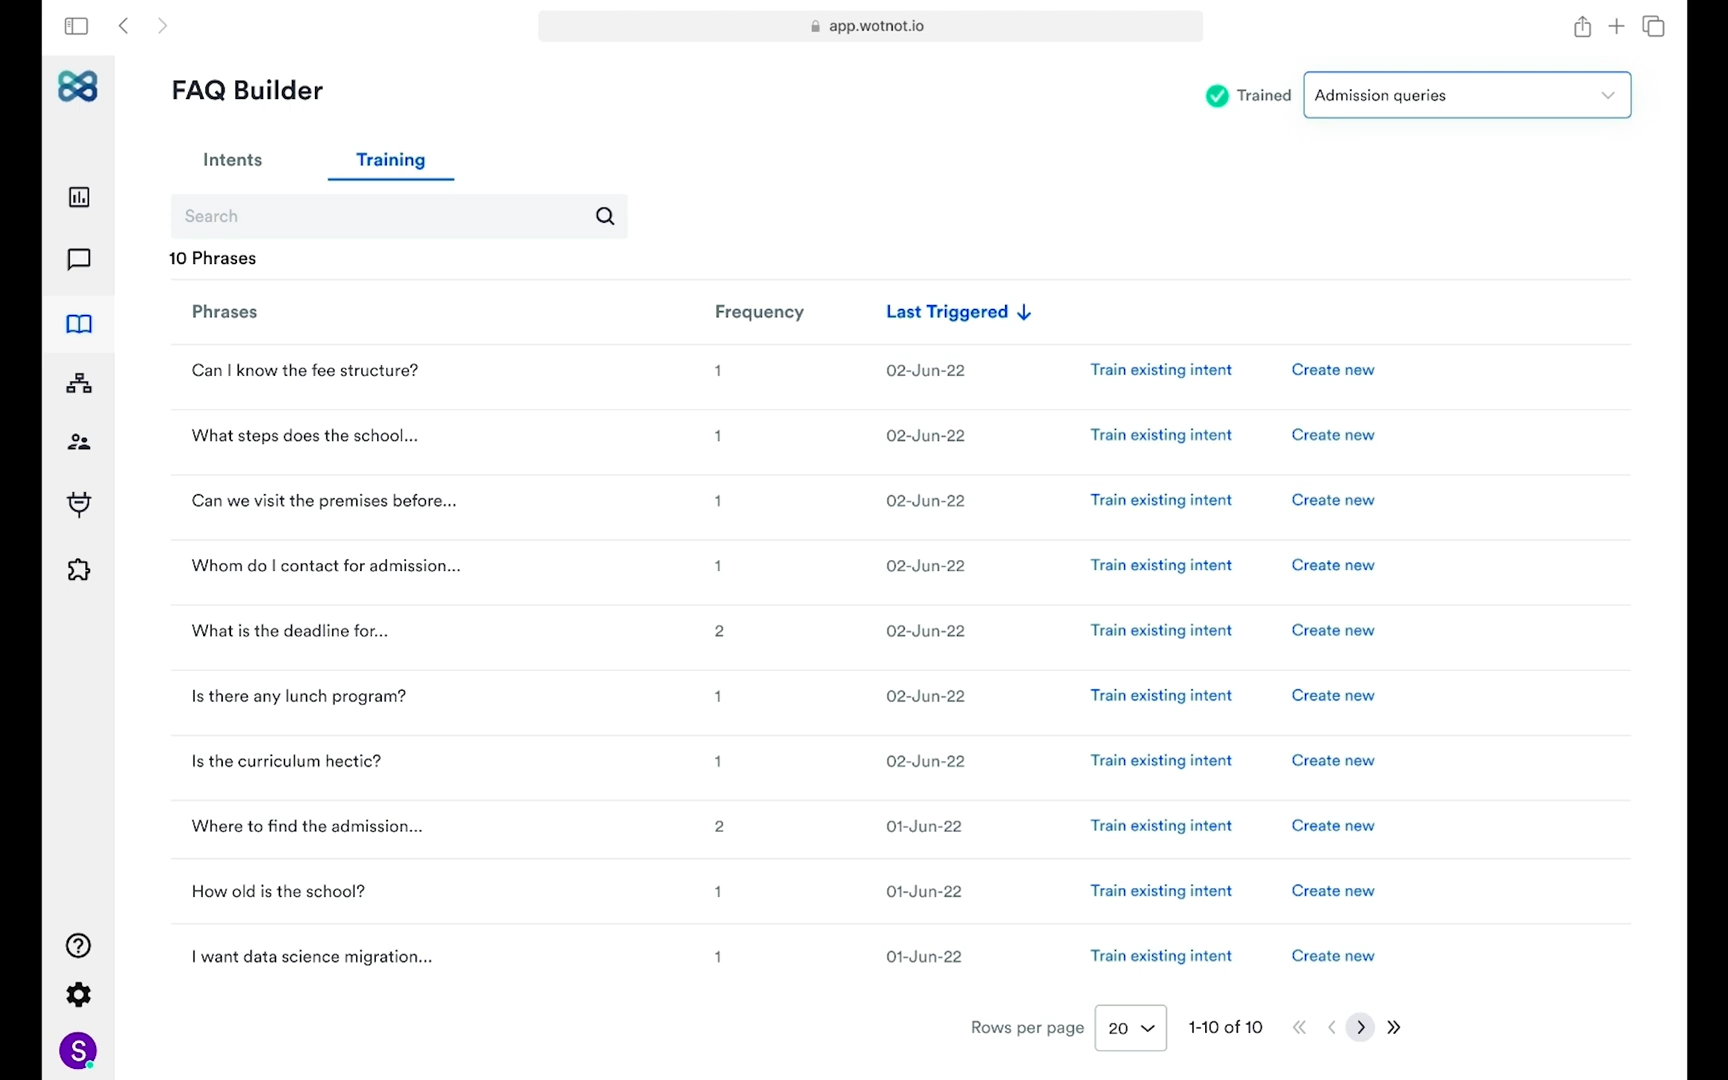 app.wotnot.io
FAQ Builder
Trained
Admission queries
Intents
Training
Search
10 Phrases
Phrases Frequency Last Triggered
Can I know the fee structure? 1 02-Jun-22 Train existing intent Create new
What steps does the school... 1 02-Jun-22 Train existing intent Create new
Can we visit the premises before... 1 02-Jun-22 Train existing intent Create new
Whom do I contact for admission... 1 02-Jun-22 Train existing intent Create new
What is the deadline for... 2 02-Jun-22 Train existing intent Create new
Is there any lunch program? 1 02-Jun-22 Train existing intent Create new
Is the curriculum hectic? 1 02-Jun-22 Train existing intent Create new
Where to find the admission... 2 01-Jun-22 Train existing intent Create new
How old is the school? 1 01-Jun-22 Train existing intent Create new
I want data science migration... 1 01-Jun-22 Train existing intent Create new
Rows per page 20 1-10 of 10
S